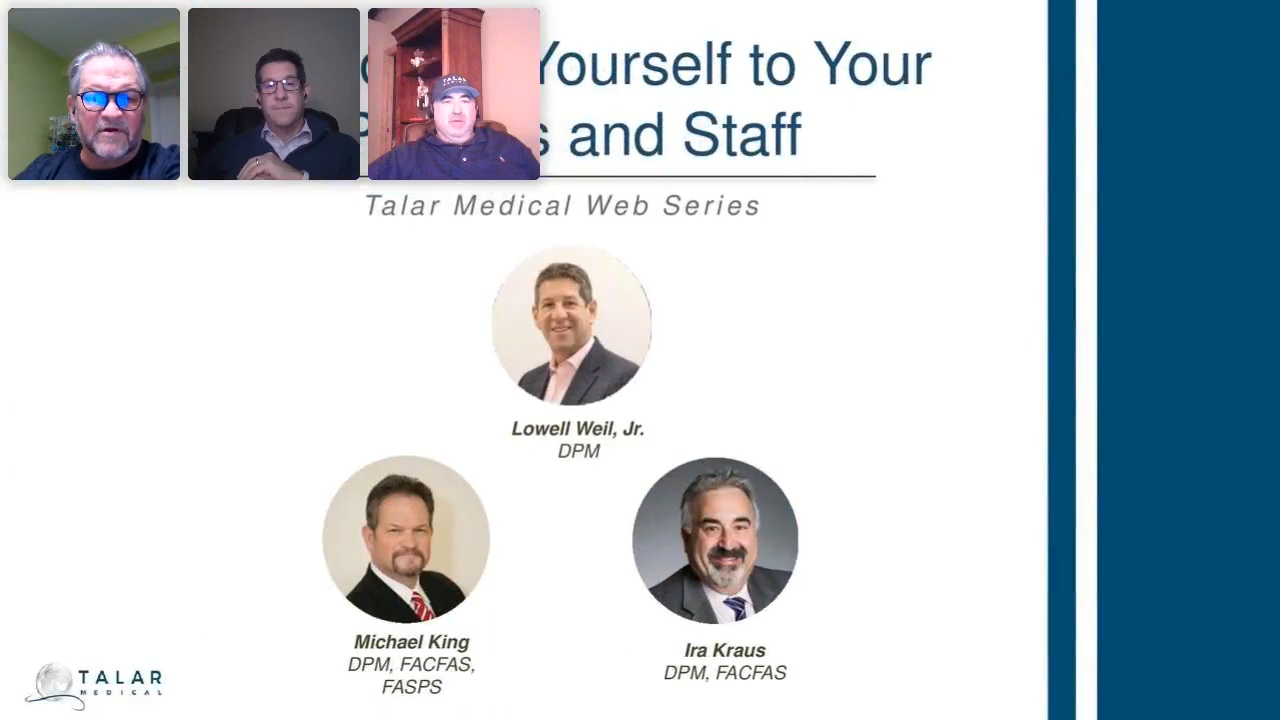 Yourself to Your
and Staff
Talar Medical Web Series
Lowell Weil, Jr.
DPM
Michael King
DPM, FACFAS,
FASPS
Ira Kraus
DPM, FACFAS
TALAR
MEDICAL
TALAR